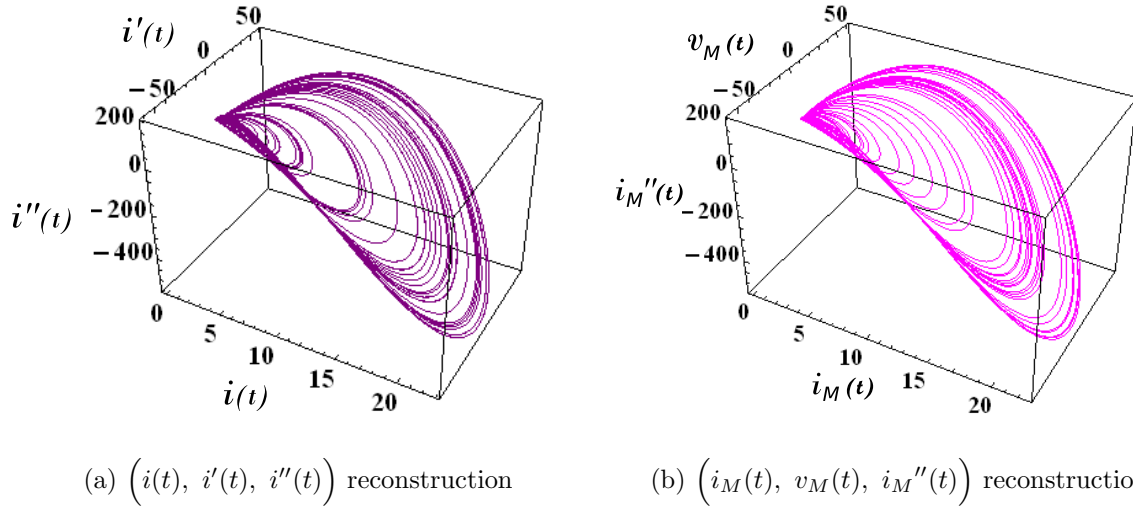 i′(t) 50 0 −50 200 0 −200 −400 i″(t) 0 5 10 15 20 i(t)
v_M(t) 50 0 −50 200 0 −200 −400 i_M″(t) 0 5 10 15 20 i_M(t)
(a) (i(t), i′(t), i″(t)) reconstruction
(b) (i_M(t), v_M(t), i_M″(t)) reconstructio